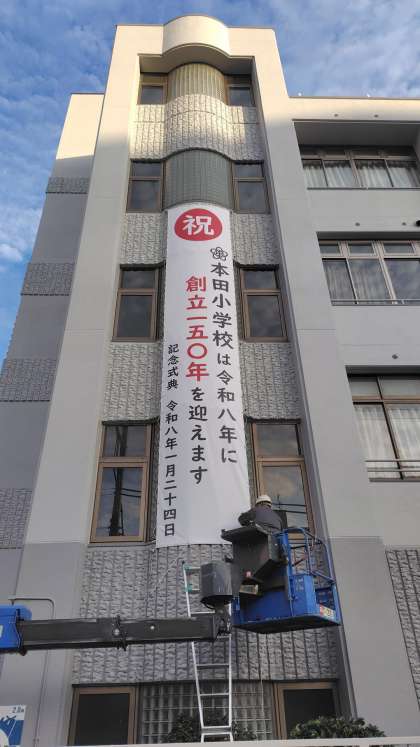 祝
本田小学校は令和八年に
創立一五〇年を迎えます
記念式典 令和八年一月二十四日